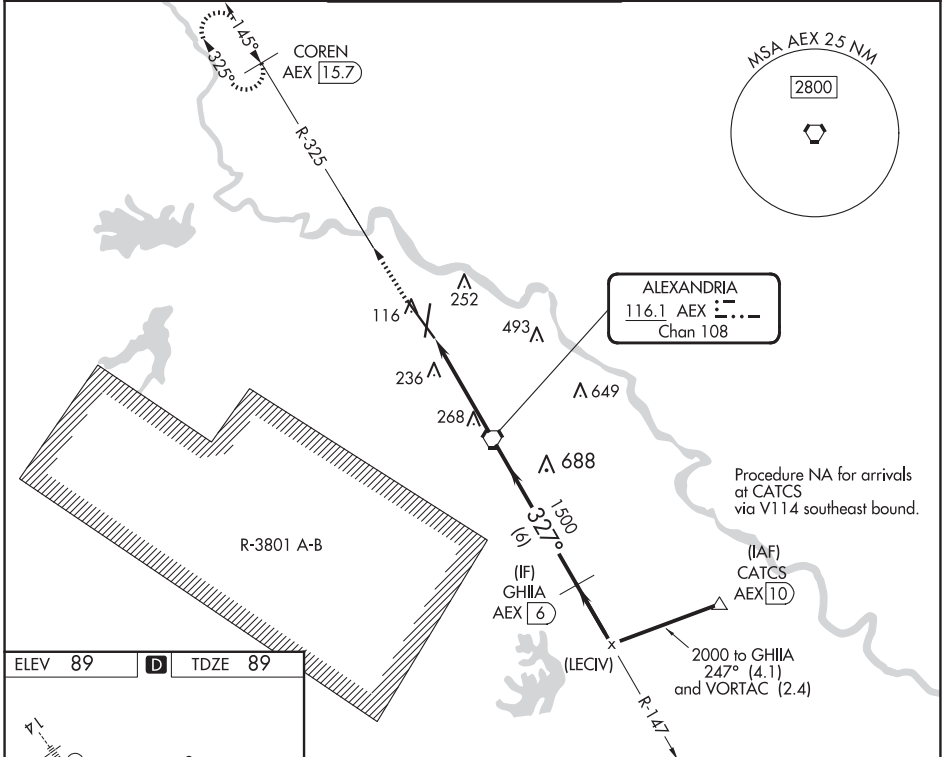 145°
325°
COREN
AEX 15.7
R-325
MSA AEX 25 NM
2800
ALEXANDRIA
116.1 AEX
Chan 108
116
252
493
236
649
268
688
Procedure NA for arrivals
at CATCS
via V114 southeast bound.
1500
327°
(6)
R-3801 A-B
(IF)
GHIIA
AEX 6
(IAF)
CATCS
AEX 10
(LECIV)
2000 to GHIIA
247° (4.1)
and VORTAC (2.4)
R-147
ELEV 89
D
TDZE 89
14